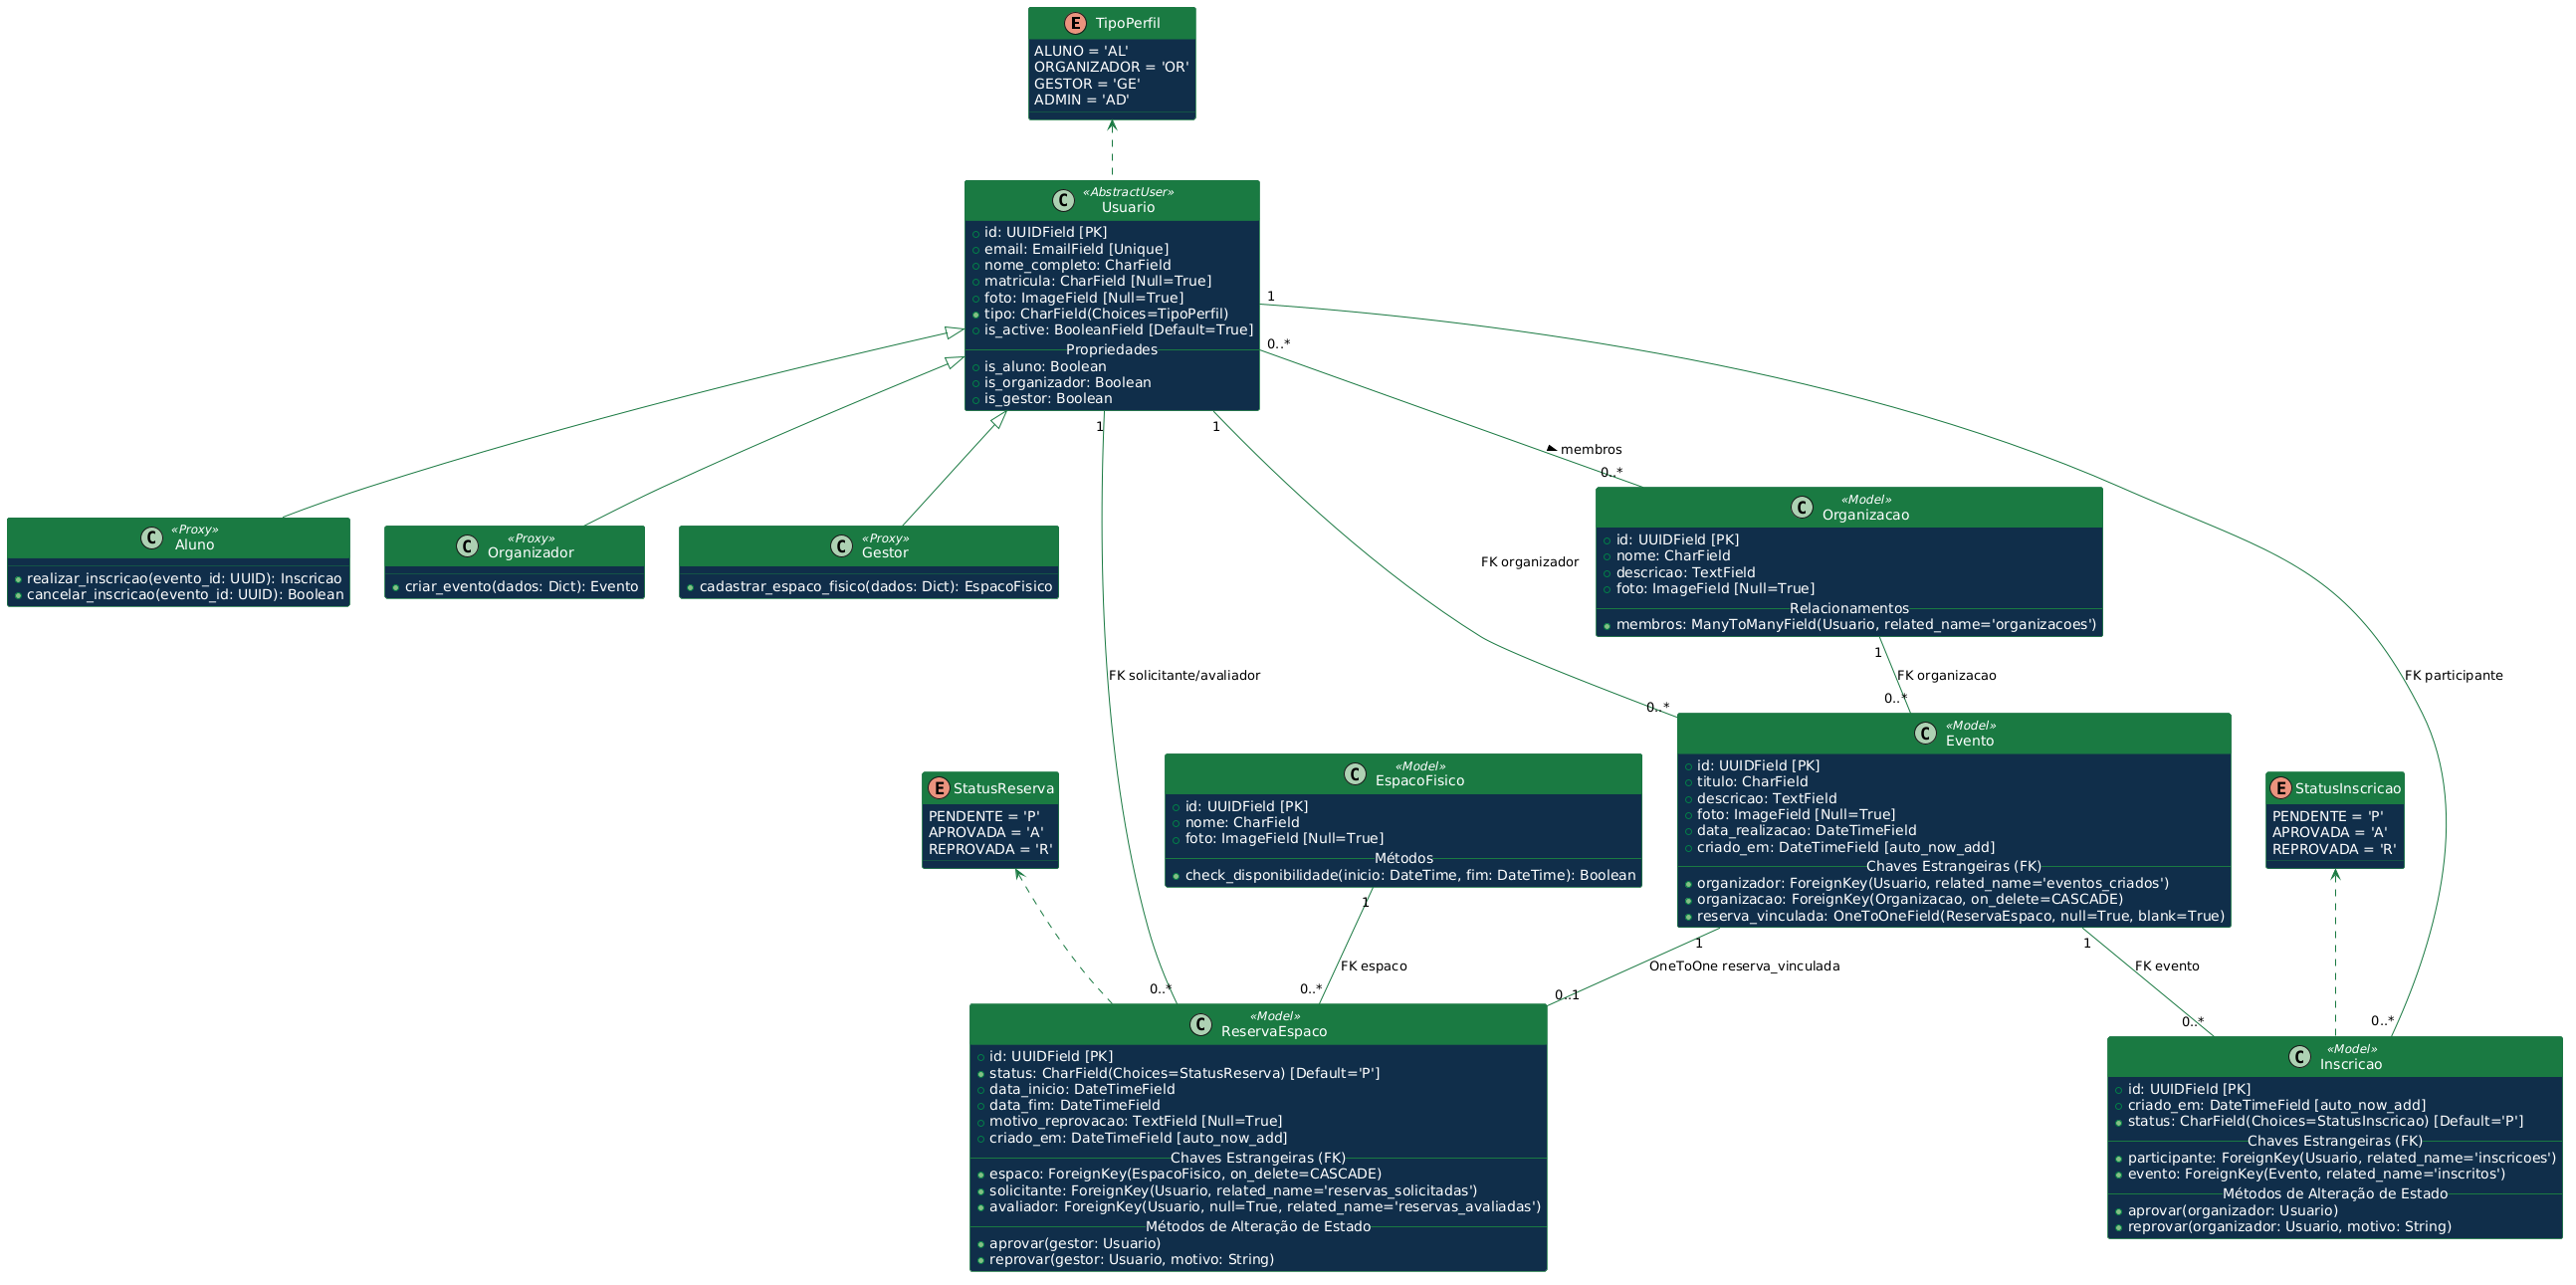 E TipoPerfil
ALUNO = 'AL'
ORGANIZADOR = 'OR'
GESTOR = 'GE'
ADMIN = 'AD'
«AbstractUser»
C Usuario
id: UUIDField [PK]
email: EmailField [Unique]
nome_completo: CharField
matricula: CharField [Null=True]
foto: ImageField [Null=True]
tipo: CharField(Choices=TipoPerfil)
is_active: BooleanField [Default=True]
Propriedades
is_aluno: Boolean
is_organizador: Boolean
is_gestor: Boolean
1
0..*
1
1
membros
0..*
«Proxy»
C Aluno
realizar_inscricao(evento_id: UUID): Inscricao
cancelar_inscricao(evento_id: UUID): Boolean
«Proxy»
C Organizador
criar_evento(dados: Dict): Evento
«Proxy»
C Gestor
cadastrar_espaco_fisico(dados: Dict): EspacoFisico
FK organizador
«Model»
C Organizacao
id: UUIDField [PK]
nome: CharField
descricao: TextField
foto: ImageField [Null=True]
Relacionamentos
membros: ManyToManyField(Usuario, related_name='organizacoes')
1
FK solicitante/avaliador
FK organizacao
FK participante
0..*
0..*
E StatusReserva
PENDENTE = 'P'
APROVADA = 'A'
REPROVADA = 'R'
«Model»
C EspacoFisico
id: UUIDField [PK]
nome: CharField
foto: ImageField [Null=True]
Métodos
check_disponibilidade(inicio: DateTime, fim: DateTime): Boolean
«Model»
C Evento
id: UUIDField [PK]
titulo: CharField
descricao: TextField
foto: ImageField [Null=True]
data_realizacao: DateTimeField
criado_em: DateTimeField [auto_now_add]
Chaves Estrangeiras (FK)
organizador: ForeignKey(Usuario, related_name='eventos_criados')
organizacao: ForeignKey(Organizacao, on_delete=CASCADE)
reserva_vinculada: OneToOneField(ReservaEspaco, null=True, blank=True)
E StatusInscricao
PENDENTE = 'P'
APROVADA = 'A'
REPROVADA = 'R'
1
1
1
FK espaco
OneToOne reserva_vinculada
FK evento
0..*
0..*
0..1
0..*
0..*
«Model»
C ReservaEspaco
id: UUIDField [PK]
status: CharField(Choices=StatusReserva) [Default='P']
data_inicio: DateTimeField
data_fim: DateTimeField
motivo_reprovacao: TextField [Null=True]
criado_em: DateTimeField [auto_now_add]
Chaves Estrangeiras (FK)
espaco: ForeignKey(EspacoFisico, on_delete=CASCADE)
solicitante: ForeignKey(Usuario, related_name='reservas_solicitadas')
avaliador: ForeignKey(Usuario, null=True, related_name='reservas_avaliadas')
Métodos de Alteração de Estado
aprovar(gestor: Usuario)
reprovar(gestor: Usuario, motivo: String)
«Model»
C Inscricao
id: UUIDField [PK]
criado_em: DateTimeField [auto_now_add]
status: CharField(Choices=StatusInscricao) [Default='P']
Chaves Estrangeiras (FK)
participante: ForeignKey(Usuario, related_name='inscricoes')
evento: ForeignKey(Evento, related_name='inscritos')
Métodos de Alteração de Estado
aprovar(organizador: Usuario)
reprovar(organizador: Usuario, motivo: String)